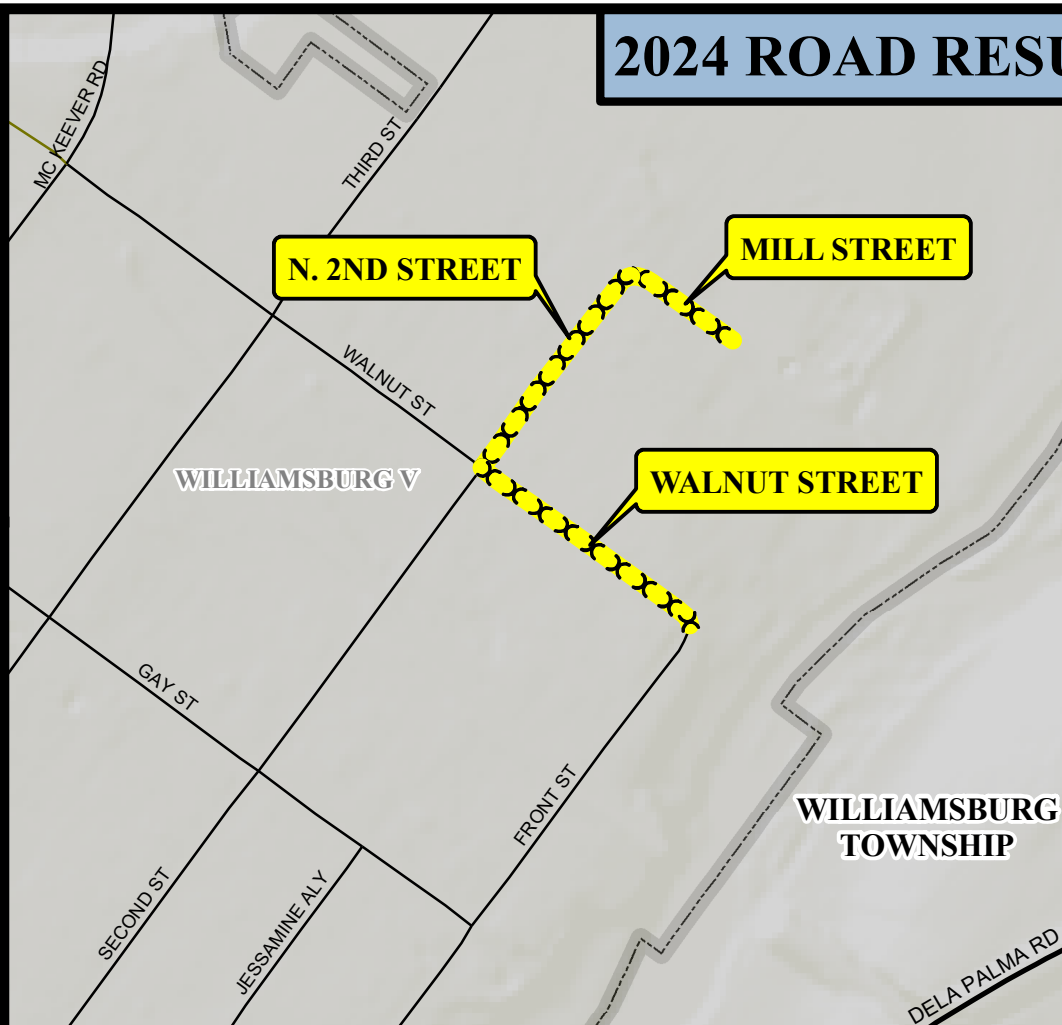 2024 ROAD RESU
MC KEEVER RD
THIRD ST
N. 2ND STREET
MILL STREET
WALNUT ST
WILLIAMSBURG V
WALNUT STREET
GAY ST
FRONT ST
WILLIAMSBURG
TOWNSHIP
SECOND ST
JESSAMINE ALY
DELA PALMA RD